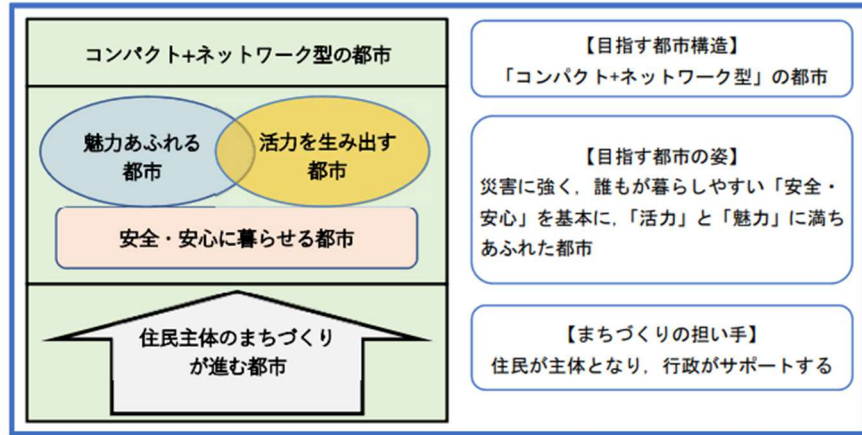 コンパクト+ネットワーク型の都市
魅力あふれる
都市
活力を生み出す
都市
安全・安心に暮らせる都市
住民主体のまちづくり
が進む都市
【目指す都市構造】
「コンパクト+ネットワーク型」の都市
【目指す都市の姿】
災害に強く，誰もが暮らしやすい「安全・
安心」を基本に，「活力」と「魅力」に満ち
あふれた都市
【まちづくりの担い手】
住民が主体となり，行政がサポートする